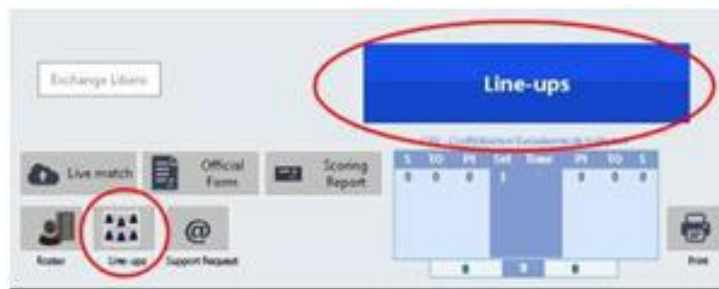 Line-ups
Exchange Libero
Live match
Official
Form
Scoring
Report
S TO Pt Set Time Pt TO S
0 0 0 1 0 0 0
Roster
Line-ups
Support Request
Print
0 0 0